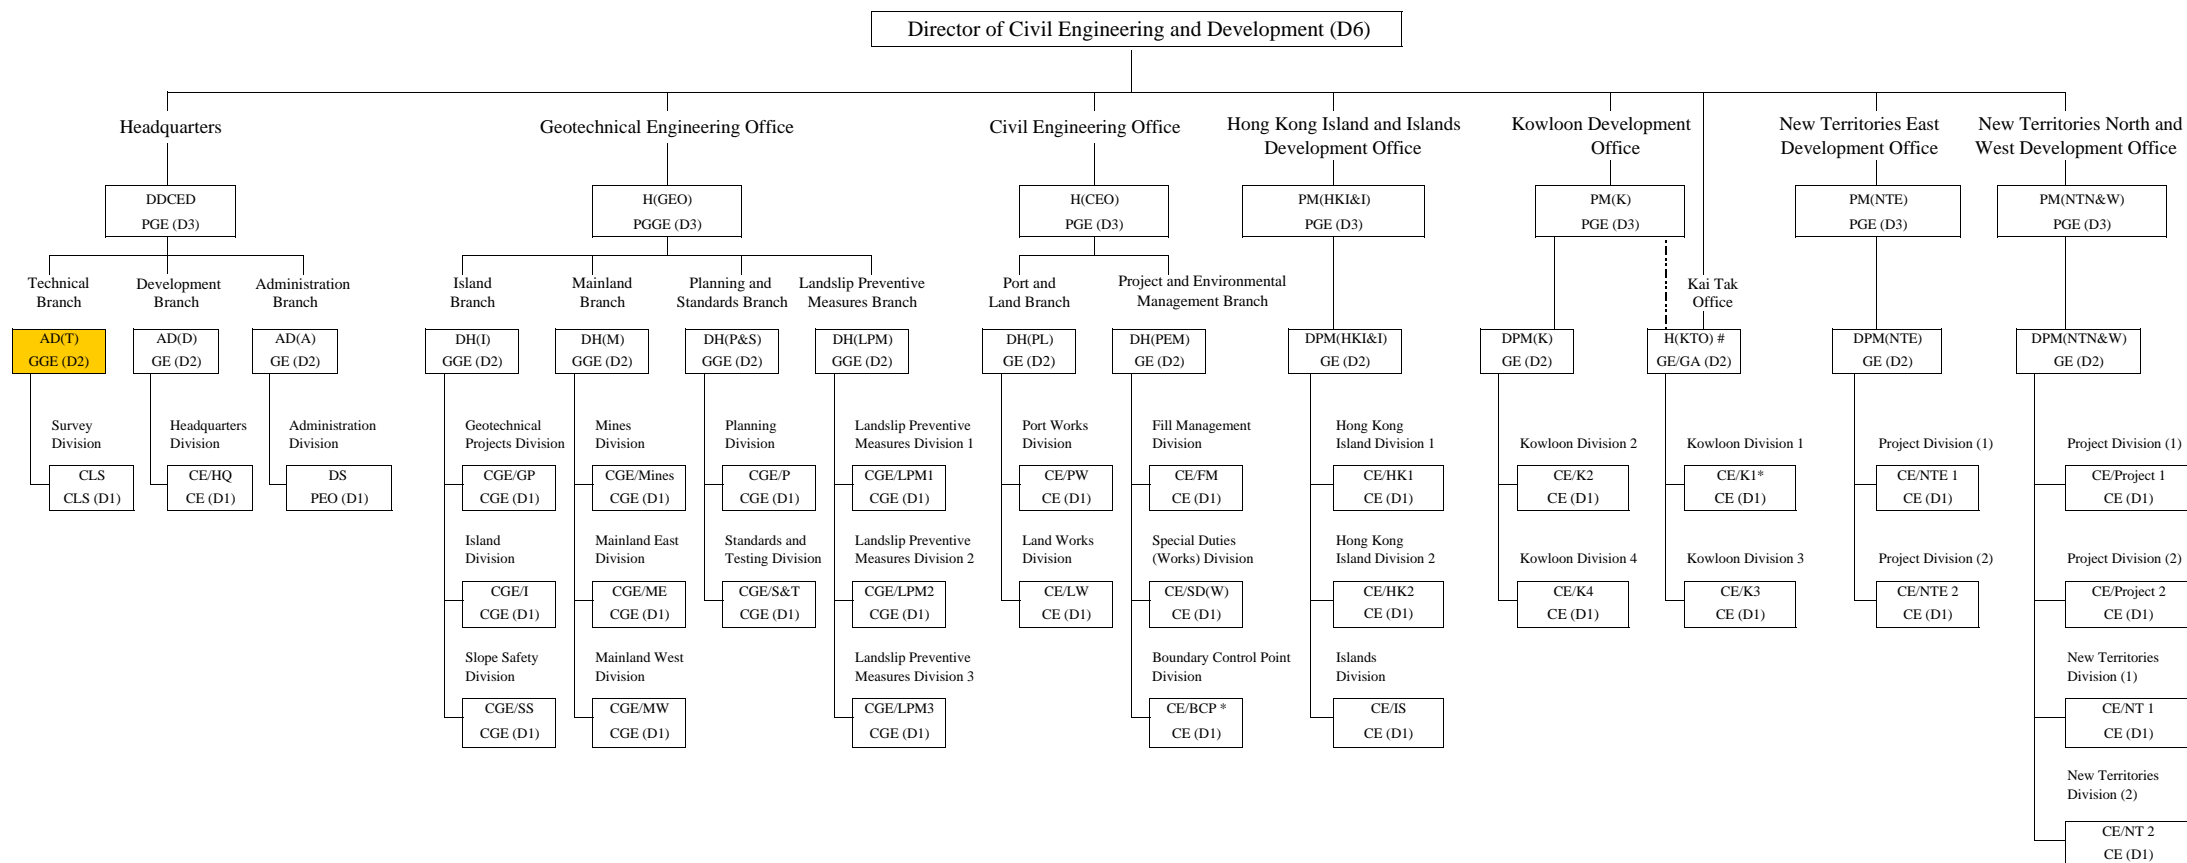 Director of Civil Engineering and Development (D6)
Headquarters
Geotechnical Engineering Office
Civil Engineering Office
Hong Kong Island and Islands
Development Office
Kowloon Development
Office
New Territories East
Development Office
New Territories North and
West Development Office
DDCED
PGE (D3)
H(GEO)
PGGE (D3)
H(CEO)
PGE (D3)
PM(HKI&I)
PGE (D3)
PM(K)
PGE (D3)
PM(NTE)
PGE (D3)
PM(NTN&W)
PGE (D3)
Technical
Branch
Development
Branch
Administration
Branch
Island
Branch
Mainland
Branch
Planning and
Standards Branch
Landslip Preventive
Measures Branch
Port and
Land Branch
Project and Environmental
Management Branch
Kai Tak
Office
AD(T)
GGE (D2)
AD(D)
GE (D2)
AD(A)
GE (D2)
DH(I)
GGE (D2)
DH(M)
GGE (D2)
DH(P&S)
GGE (D2)
DH(LPM)
GGE (D2)
DH(PL)
GE (D2)
DH(PEM)
GE (D2)
DPM(HKI&I)
GE (D2)
DPM(K)
GE (D2)
H(KTO) #
GE/GA (D2)
DPM(NTE)
GE (D2)
DPM(NTN&W)
GE (D2)
Survey
Division
Headquarters
Division
Administration
Division
Geotechnical
Projects Division
Mines
Division
Planning
Division
Landslip Preventive
Measures Division 1
Port Works
Division
Fill Management
Division
Hong Kong
Island Division 1
Kowloon Division 2
Kowloon Division 1
Project Division (1)
Project Division (1)
CLS
CLS (D1)
CE/HQ
CE (D1)
DS
PEO (D1)
CGE/GP
CGE (D1)
CGE/Mines
CGE (D1)
CGE/P
CGE (D1)
CGE/LPM1
CGE (D1)
CE/PW
CE (D1)
CE/FM
CE (D1)
CE/HK1
CE (D1)
CE/K2
CE (D1)
CE/K1*
CE (D1)
CE/NTE 1
CE (D1)
CE/Project 1
CE (D1)
Island
Division
Mainland East
Division
Standards and
Testing Division
Landslip Preventive
Measures Division 2
Land Works
Division
Special Duties
(Works) Division
Hong Kong
Island Division 2
Kowloon Division 4
Kowloon Division 3
Project Division (2)
Project Division (2)
CGE/I
CGE (D1)
CGE/ME
CGE (D1)
CGE/S&T
CGE (D1)
CGE/LPM2
CGE (D1)
CE/LW
CE (D1)
CE/SD(W)
CE (D1)
CE/HK2
CE (D1)
CE/K4
CE (D1)
CE/K3
CE (D1)
CE/NTE 2
CE (D1)
CE/Project 2
CE (D1)
Slope Safety
Division
Mainland West
Division
Landslip Preventive
Measures Division 3
Boundary Control Point
Division
Islands
Division
New Territories
Division (1)
CGE/SS
CGE (D1)
CGE/MW
CGE (D1)
CGE/LPM3
CGE (D1)
CE/BCP *
CE (D1)
CE/IS
CE (D1)
CE/NT 1
CE (D1)
New Territories
Division (2)
CE/NT 2
CE (D1)